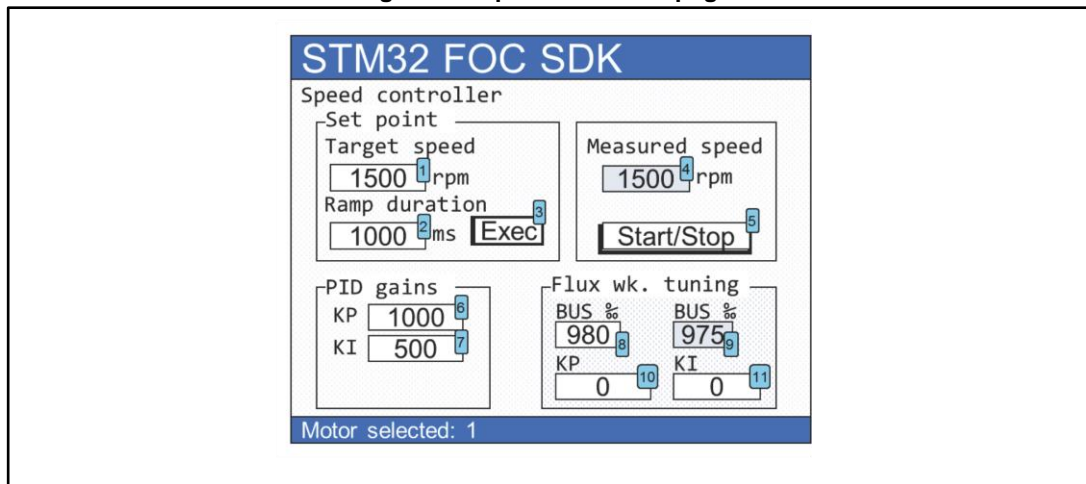 STM32 FOC SDK
Speed controller
Set point
Target speed
1500 1 rpm
Ramp duration
1000 2 ms Exec 3
Measured speed
1500 4 rpm
Start/Stop 5
PID gains
KP 1000 6
KI 500 7
Flux wk. tuning
BUS ‰ BUS ‰
980 8 975 9
KP KI
0 10 0 11
Motor selected: 1